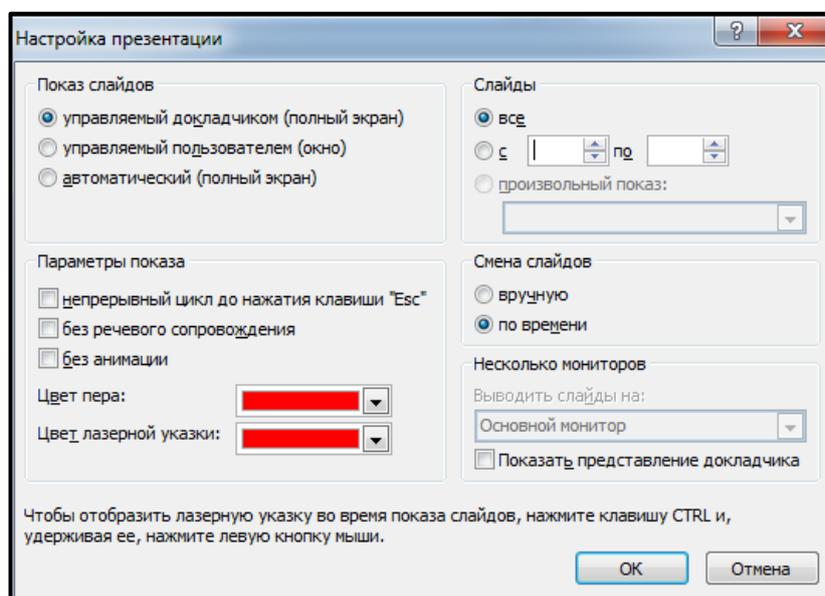 Настройка презентации
Показ слайдов
управляемый докладчиком (полный экран)
управляемый пользователем (окно)
автоматический (полный экран)
Слайды
все
с по
произвольный показ:
Параметры показа
непрерывный цикл до нажатия клавиши "Esc"
без речевого сопровождения
без анимации
Цвет пера:
Цвет лазерной указки:
Смена слайдов
вручную
по времени
Несколько мониторов
Выводить слайды на:
Основной монитор
Показать представление докладчика
Чтобы отобразить лазерную указку во время показа слайдов, нажмите клавишу CTRL и,
удерживая ее, нажмите левую кнопку мыши.
ОК Отмена